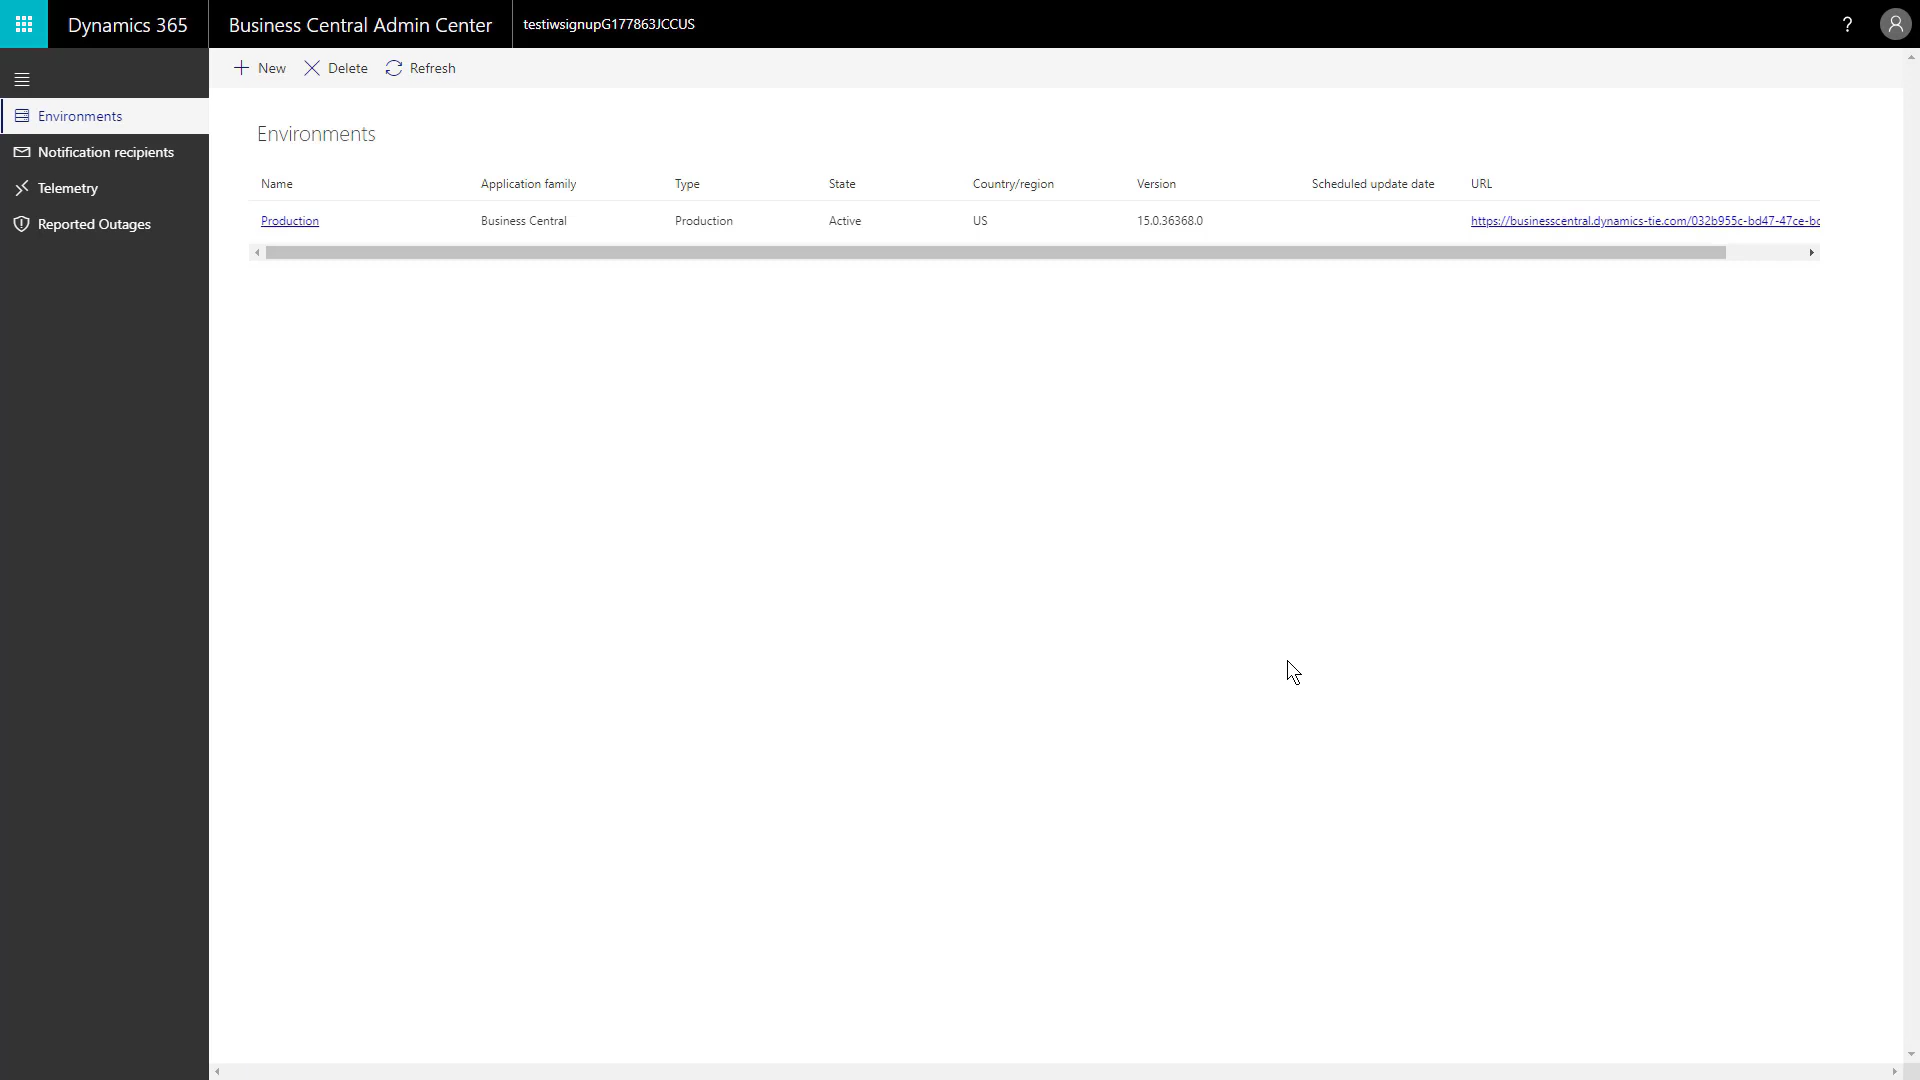 Dynamics 365
Business Central Admin Center
testiwsignupG177863JCCUS
?
New
Delete
Refresh
Environments
Notification recipients
Telemetry
Reported Outages
Environments
Name Application family Type State Country/region Version Scheduled update date URL
Production Business Central Production Active US 15.0.36368.0 https://businesscentral.dynamics-tie.com/032b955c-bd47-47ce-bc